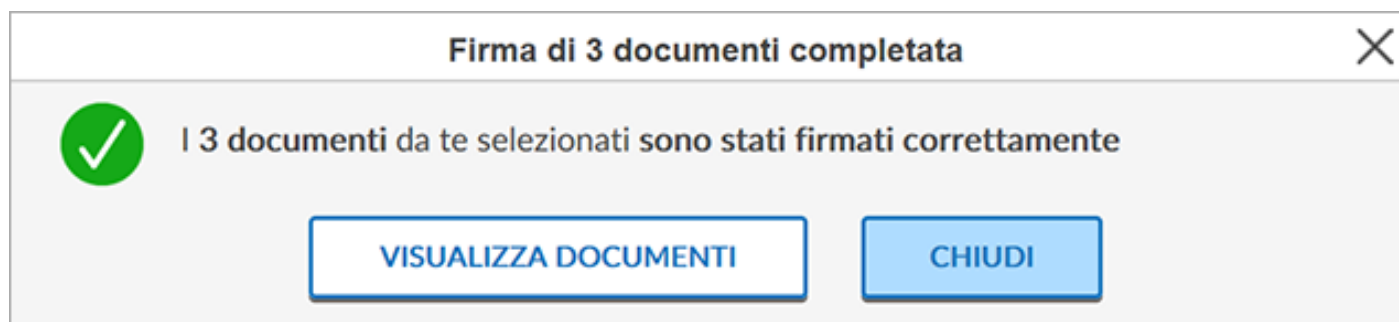 Firma di 3 documenti completata
I 3 documenti da te selezionati sono stati firmati correttamente
VISUALIZZA DOCUMENTI
CHIUDI